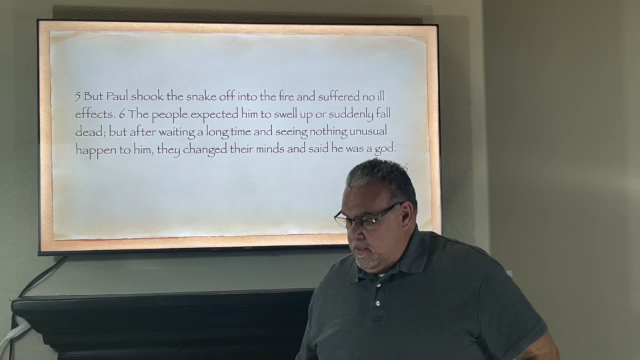 5 But Paul shook the snake off into the fire and suffered no ill
effects. 6 The people expected him to swell up or suddenly fall
dead; but after waiting a long time and seeing nothing unusual
happen to him, they changed their minds and said he was a god.